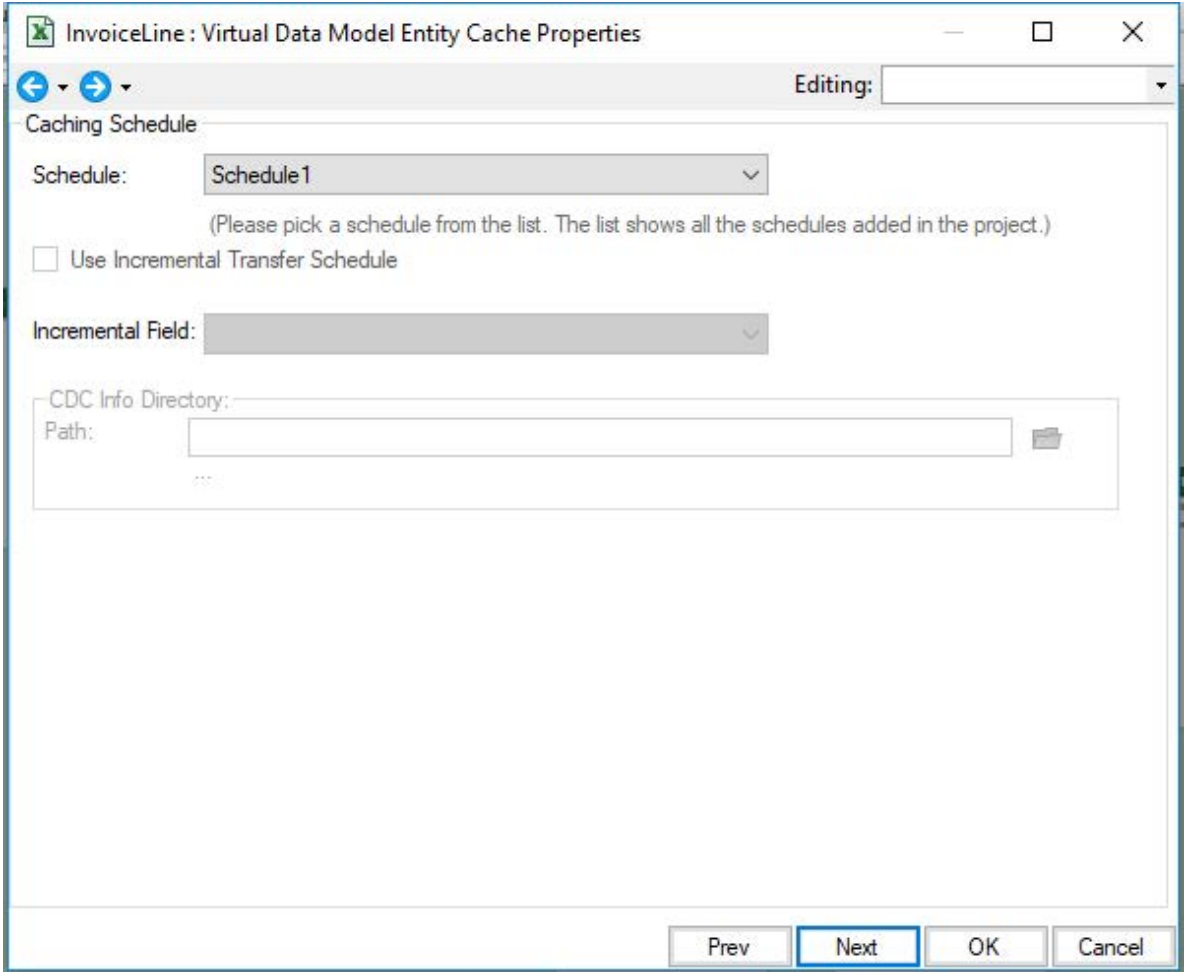 InvoiceLine : Virtual Data Model Entity Cache Properties
Editing:
Caching Schedule
Schedule: Schedule1
(Please pick a schedule from the list. The list shows all the schedules added in the project.)
Use Incremental Transfer Schedule
Incremental Field:
CDC Info Directory:
Path:
...
Prev Next OK Cancel